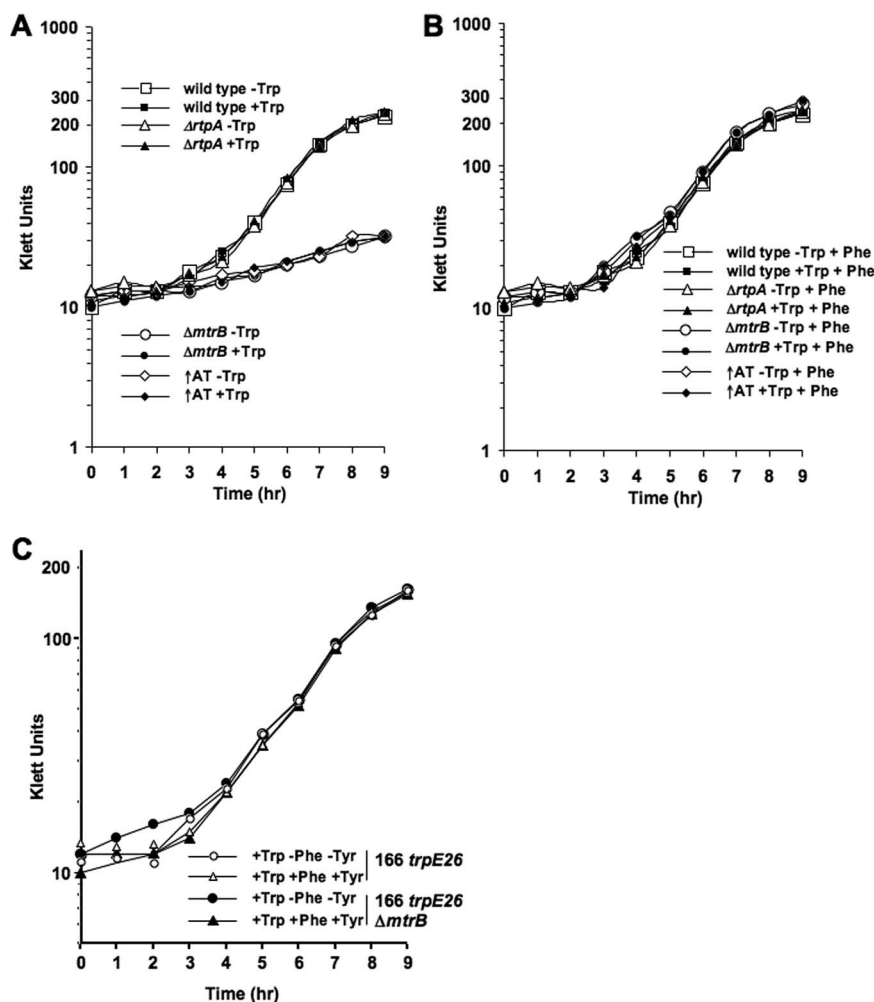 A
1000
300
200
100
10
1
Klett Units
wild type -Trp
wild type +Trp
ΔrtpA -Trp
ΔrtpA +Trp
ΔmtrB -Trp
ΔmtrB +Trp
↑AT -Trp
↑AT +Trp
0 1 2 3 4 5 6 7 8 9
Time (hr)
B
1000
300
200
100
10
1
Klett Units
wild type -Trp + Phe
wild type +Trp + Phe
ΔrtpA -Trp + Phe
ΔrtpA +Trp + Phe
ΔmtrB -Trp + Phe
ΔmtrB +Trp + Phe
↑AT -Trp + Phe
↑AT +Trp + Phe
0 1 2 3 4 5 6 7 8 9
Time (hr)
C
200
100
10
Klett Units
+Trp -Phe -Tyr
+Trp +Phe +Tyr
166 trpE26
+Trp -Phe -Tyr
+Trp +Phe +Tyr
166 trpE26
ΔmtrB
0 1 2 3 4 5 6 7 8 9
Time (hr)